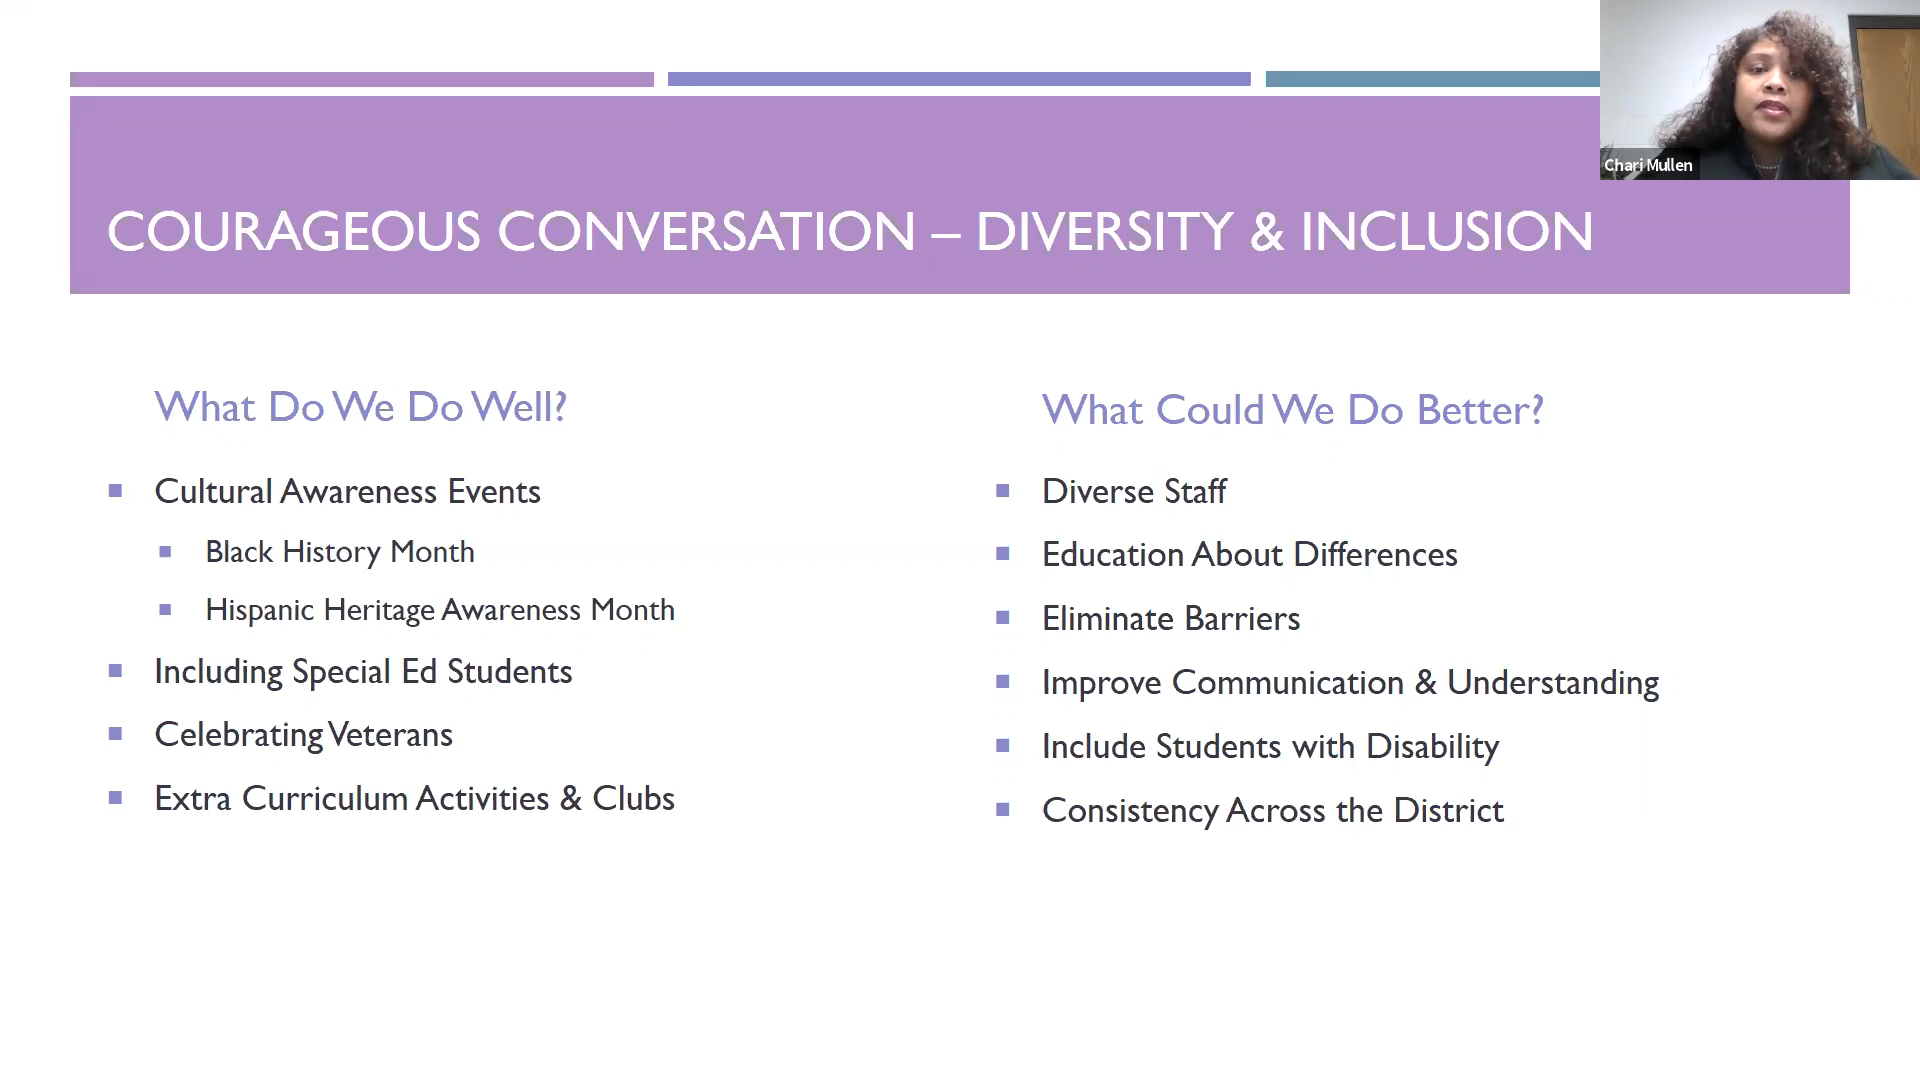 Chari Mullen
COURAGEOUS CONVERSATION – DIVERSITY & INCLUSION
What Do We Do Well?
Cultural Awareness Events
Black History Month
Hispanic Heritage Awareness Month
Including Special Ed Students
Celebrating Veterans
Extra Curriculum Activities & Clubs
What Could We Do Better?
Diverse Staff
Education About Differences
Eliminate Barriers
Improve Communication & Understanding
Include Students with Disability
Consistency Across the District